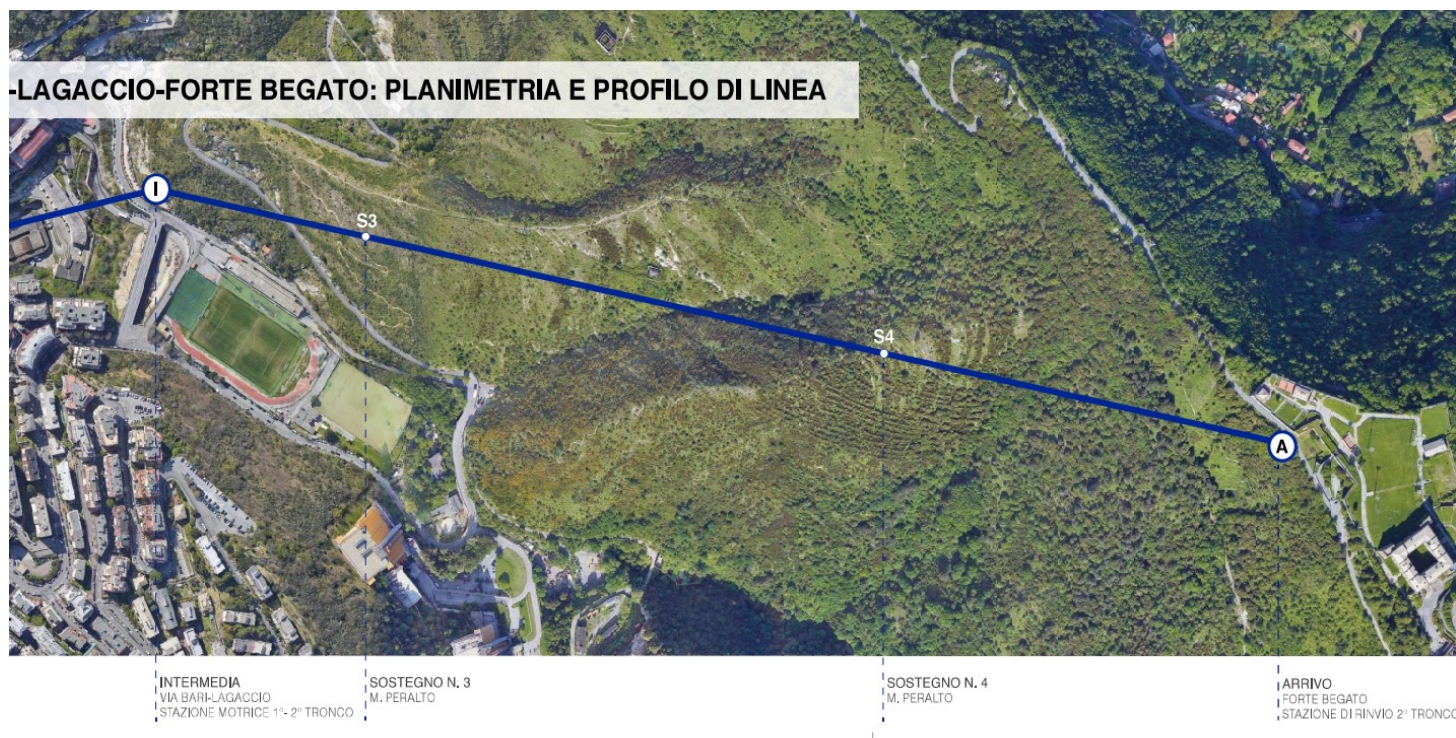 -LAGACCIO-FORTE BEGATO: PLANIMETRIA E PROFILO DI LINEA
I
S3
S4
A
INTERMEDIA
VIA BARI-LAGACCIO
STAZIONE MOTRICE 1°- 2° TRONCO
SOSTEGNO N. 3
M. PERALTO
SOSTEGNO N. 4
M. PERALTO
ARRIVO
FORTE BEGATO
STAZIONE DI RINVIO 2° TRONCO